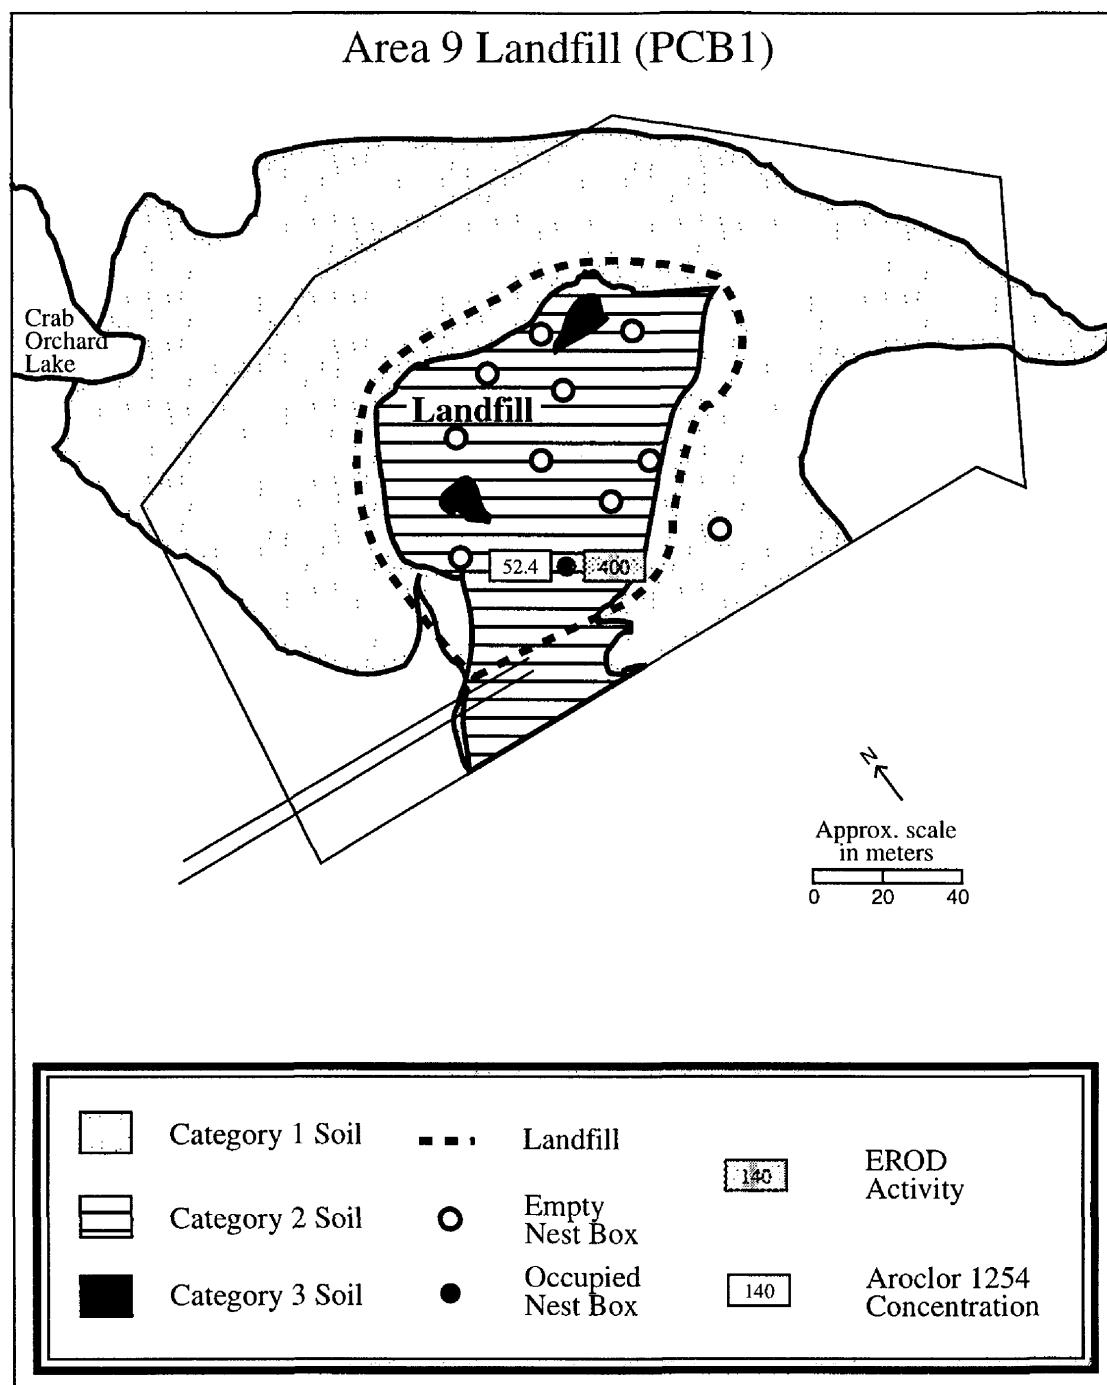 Area 9 Landfill (PCB1)
Crab
Orchard
Lake
Landfill
52.4
400
N
Approx. scale
in meters
0 20 40
Category 1 Soil
Landfill
140
EROD
Activity
Category 2 Soil
Empty
Nest Box
Category 3 Soil
Occupied
Nest Box
140
Aroclor 1254
Concentration